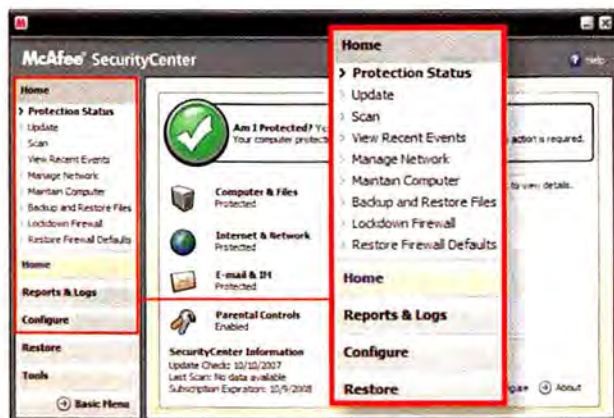 McAfee® SecurityCenter
Help
Home
Protection Status
Update
Scan
View Recent Events
Manage Network
Maintain Computer
Backup and Restore Files
Lockdown Firewall
Restore Firewall Defaults
Home
Reports & Logs
Configure
Restore
Tools
Basic Menu
Am I Protected?
Your computer
action is required.
to view details.
Computer & Files
Protected
Internet & Network
Protected
E-mail & IM
Protected
Parental Controls
Enabled
SecurityCenter Information
Update Check: 10/10/2007
Last Scan: No data available
Subscription Expiration: 10/9/2008
About
Home
Protection Status
Update
Scan
View Recent Events
Manage Network
Maintain Computer
Backup and Restore Files
Lockdown Firewall
Restore Firewall Defaults
Home
Reports & Logs
Configure
Restore